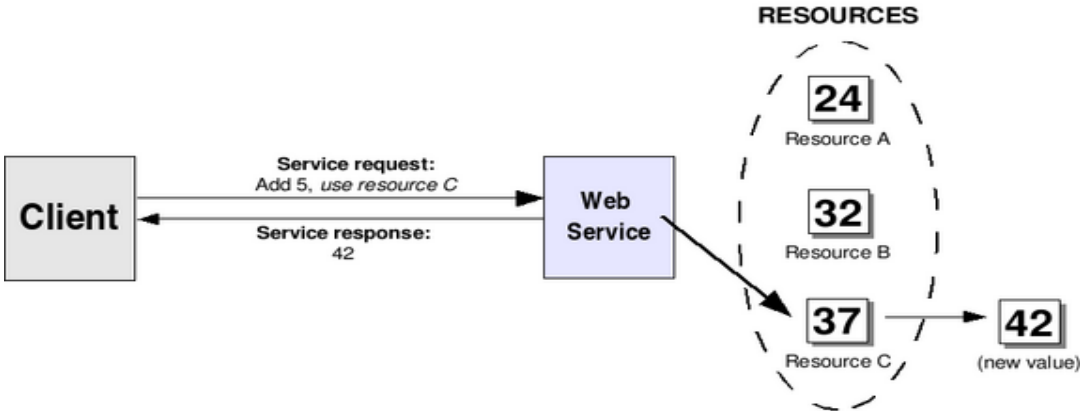 RESOURCES
24
Resource A
Service request:
Add 5, use resource C
Client
Web
Service
Service response:
42
32
Resource B
37
Resource C
42
(new value)